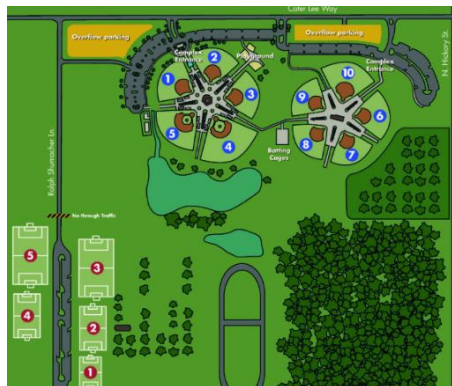 Cater Lee Way
Overflow parking
Overflow parking
N. Hickory St.
Complex
Entrance
2
Playground
Complex
Entrance
1
10
3
9
6
5
4
8
7
Batting
Cages
Ralph Shumacher Ln.
No through Traffic
5
3
4
2
1